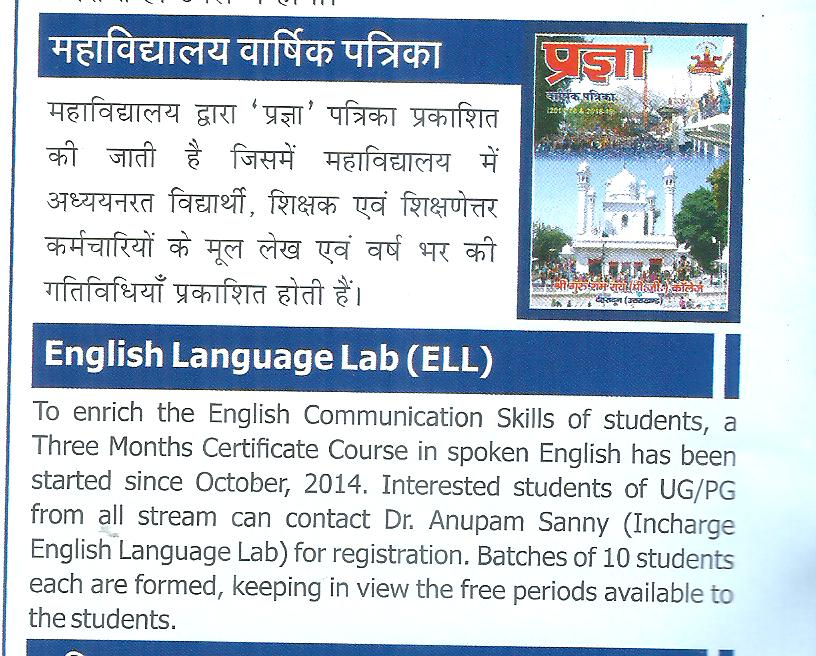 महाविद्यालय वार्षिक पत्रिका
महाविद्यालय द्वारा 'प्रज्ञा' पत्रिका प्रकाशित
की जाती है जिसमें महाविद्यालय में
अध्ययनरत विद्यार्थी, शिक्षक एवं शिक्षणेत्तर
कर्मचारियों के मूल लेख एवं वर्ष भर की
गतिविधियाँ प्रकाशित होती हैं।
प्रज्ञा
वार्षिक पत्रिका
श्री गुरु राम राय (पी.जी.) कॉलेज
देहरादून (उत्तराखण्ड)
English Language Lab (ELL)
To enrich the English Communication Skills of students, a
Three Months Certificate Course in spoken English has been
started since October, 2014. Interested students of UG/PG
from all stream can contact Dr. Anupam Sanny (Incharge
English Language Lab) for registration. Batches of 10 students
each are formed, keeping in view the free periods available to
the students.